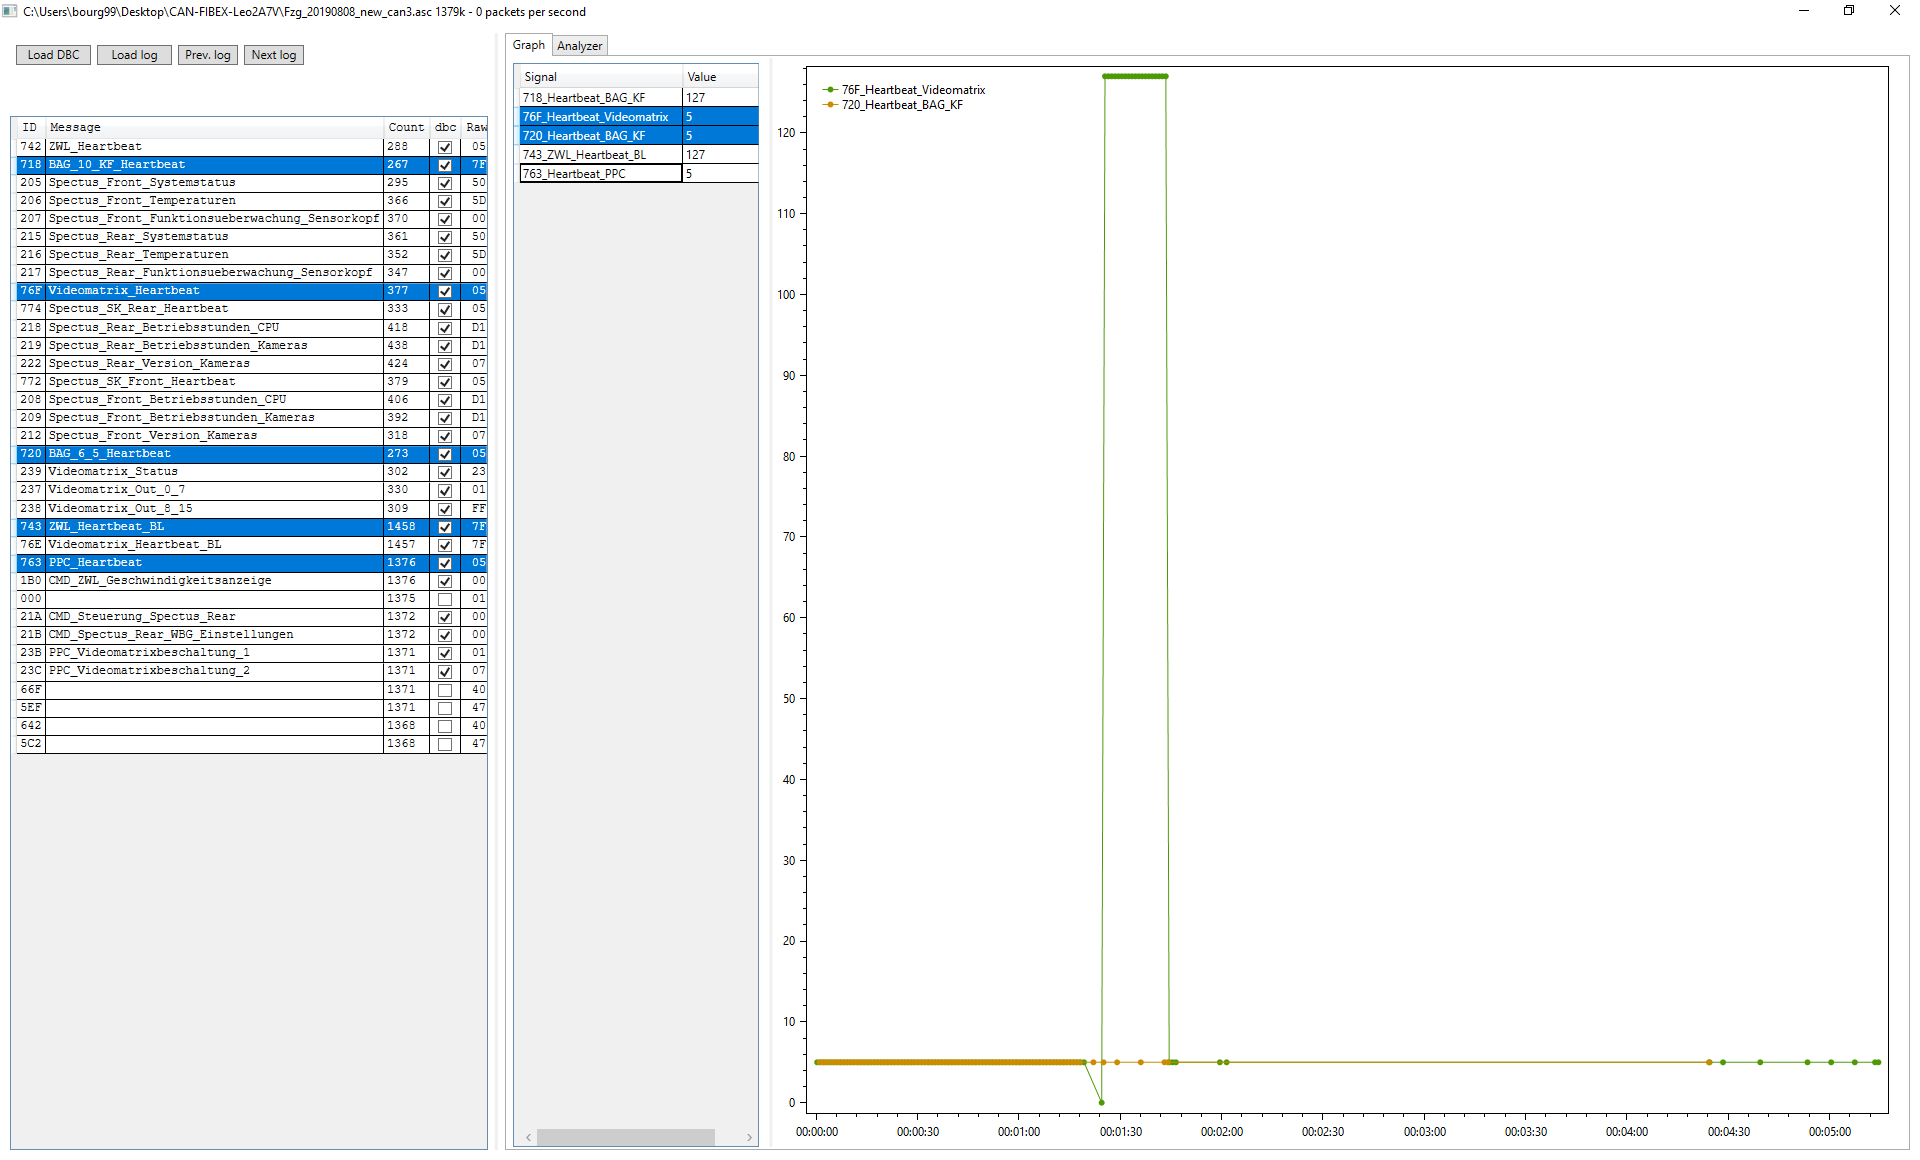 C:\Users\bourg99\Desktop\CAN-FIBEX-Leo2A7V\Fzg_20190808_new_can3.asc 1379k - 0 packets per second
Load DBC Load log Prev. log Next log
ID Message Count dbc Raw
742 ZWL_Heartbeat 288 05
718 BAG_10_KF_Heartbeat 267 7F
205 Spectus_Front_Systemstatus 295 50
206 Spectus_Front_Temperaturen 366 5D
207 Spectus_Front_Funktionsueberwachung_Sensorkopf 370 00
215 Spectus_Rear_Systemstatus 361 50
216 Spectus_Rear_Temperaturen 352 5D
217 Spectus_Rear_Funktionsueberwachung_Sensorkopf 347 00
76F Videomatrix_Heartbeat 377 05
774 Spectus_SK_Rear_Heartbeat 333 05
218 Spectus_Rear_Betriebsstunden_CPU 418 D1
219 Spectus_Rear_Betriebsstunden_Kameras 438 D1
222 Spectus_Rear_Version_Kameras 424 07
772 Spectus_SK_Front_Heartbeat 379 05
208 Spectus_Front_Betriebsstunden_CPU 406 D1
209 Spectus_Front_Betriebsstunden_Kameras 392 D1
212 Spectus_Front_Version_Kameras 318 07
720 BAG_6_5_Heartbeat 273 05
239 Videomatrix_Status 302 23
237 Videomatrix_Out_0_7 330 01
238 Videomatrix_Out_8_15 309 FF
743 ZWL_Heartbeat_BL 1458 7F
76E Videomatrix_Heartbeat_BL 1457 7F
763 PPC_Heartbeat 1376 05
1B0 CMD_ZWL_Geschwindigkeitsanzeige 1376 00
000 1375 01
21A CMD_Steuerung_Spectus_Rear 1372 00
21B CMD_Spectus_Rear_WBG_Einstellungen 1372 00
23B PPC_Videomatrixbeschaltung_1 1371 01
23C PPC_Videomatrixbeschaltung_2 1371 07
66F 1371 40
5EF 1371 47
642 1368 40
5C2 1368 47
Graph Analyzer
Signal Value
718_Heartbeat_BAG_KF 127
76F_Heartbeat_Videomatrix 5
720_Heartbeat_BAG_KF 5
743_ZWL_Heartbeat_BL 127
763_Heartbeat_PPC 5
76F_Heartbeat_Videomatrix
720_Heartbeat_BAG_KF
120
110
100
90
80
70
60
50
40
30
20
10
0
00:00:00 00:00:30 00:01:00 00:01:30 00:02:00 00:02:30 00:03:00 00:03:30 00:04:00 00:04:30 00:05:00